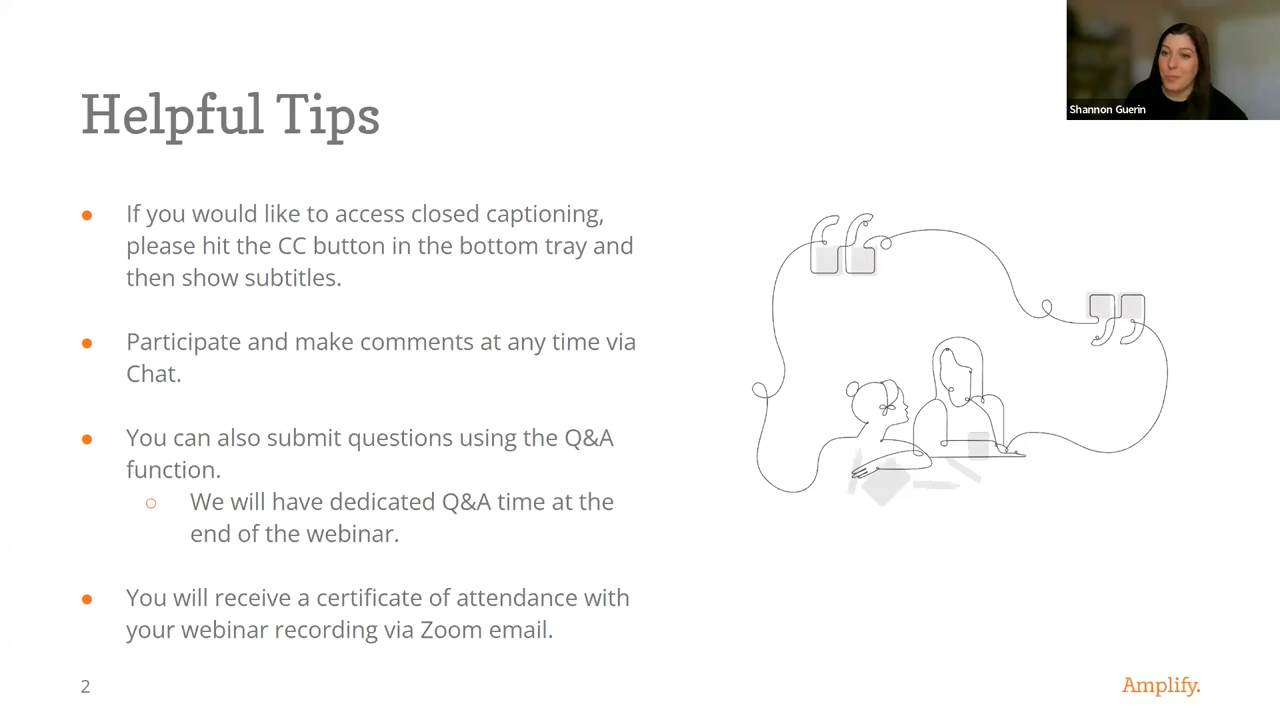 Shannon Guerin
Helpful Tips
● If you would like to access closed captioning,
please hit the CC button in the bottom tray and
then show subtitles.
● Participate and make comments at any time via
Chat.
● You can also submit questions using the Q&A
function.
○ We will have dedicated Q&A time at the
end of the webinar.
● You will receive a certificate of attendance with
your webinar recording via Zoom email.
2
Amplify.